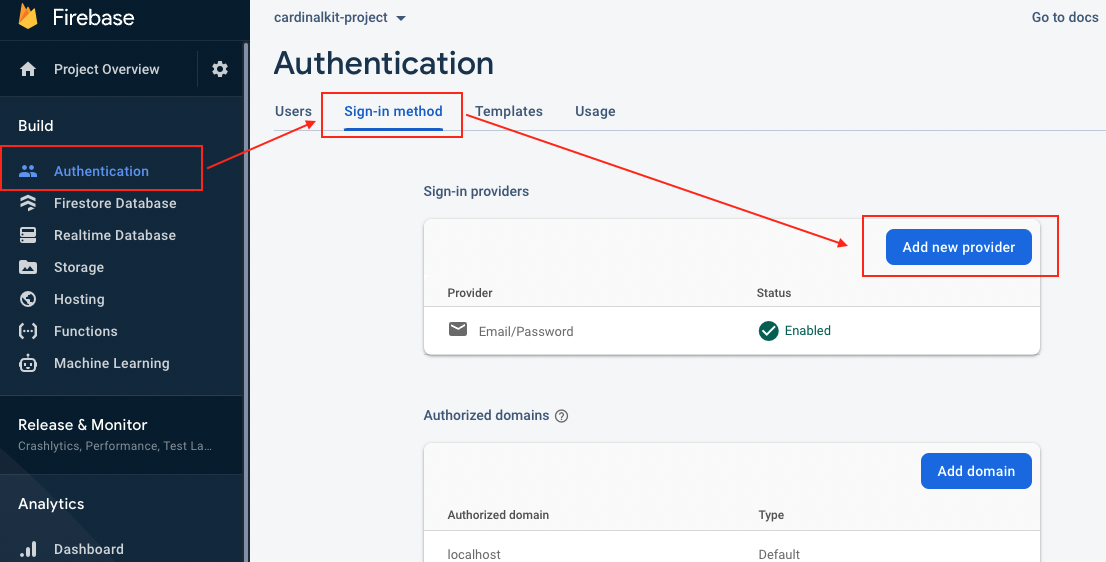 Firebase
Project Overview
Build
Authentication
Firestore Database
Realtime Database
Storage
Hosting
Functions
Machine Learning
Release & Monitor
Crashlytics, Performance, Test La...
Analytics
Dashboard
cardinalkit-project
Go to docs
Authentication
Users Sign-in method Templates Usage
Sign-in providers
Add new provider
Provider Status
Email/Password Enabled
Authorized domains
Add domain
Authorized domain Type
localhost Default